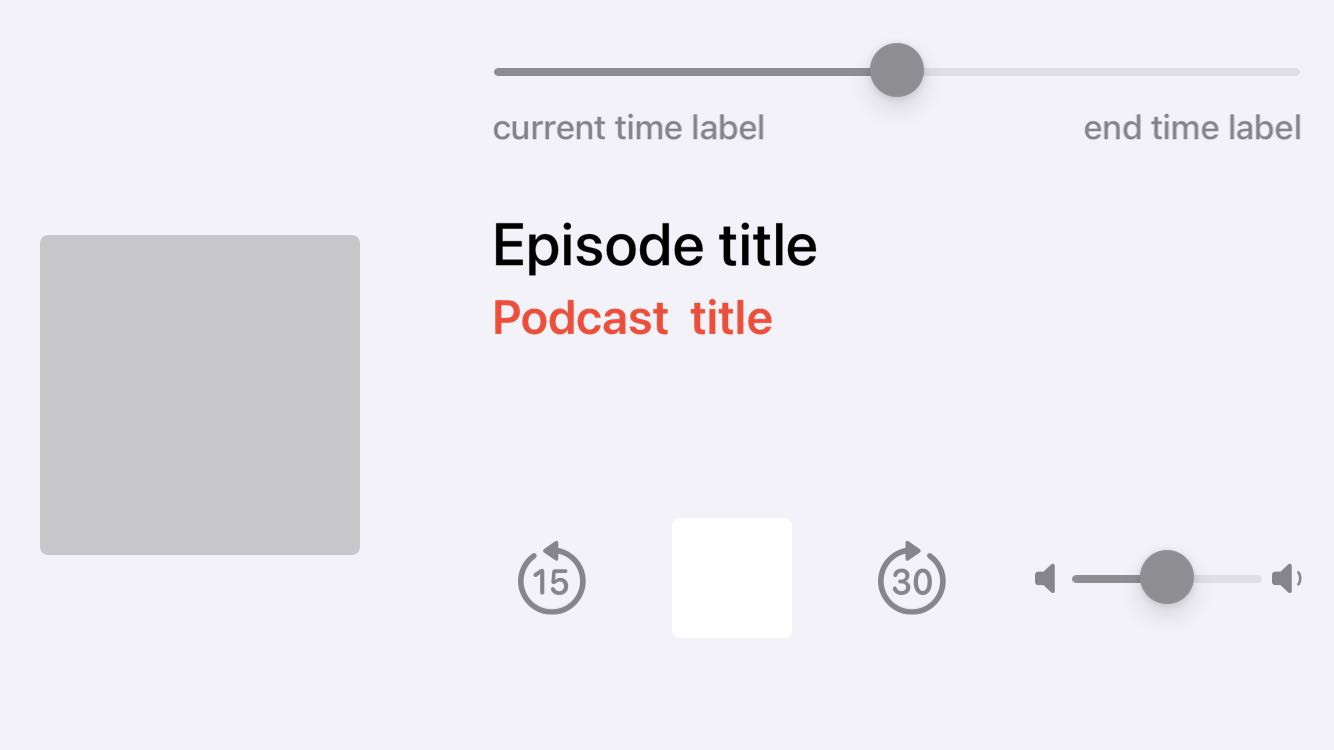 current time label
end time label
Episode title
Podcast  title
15
30